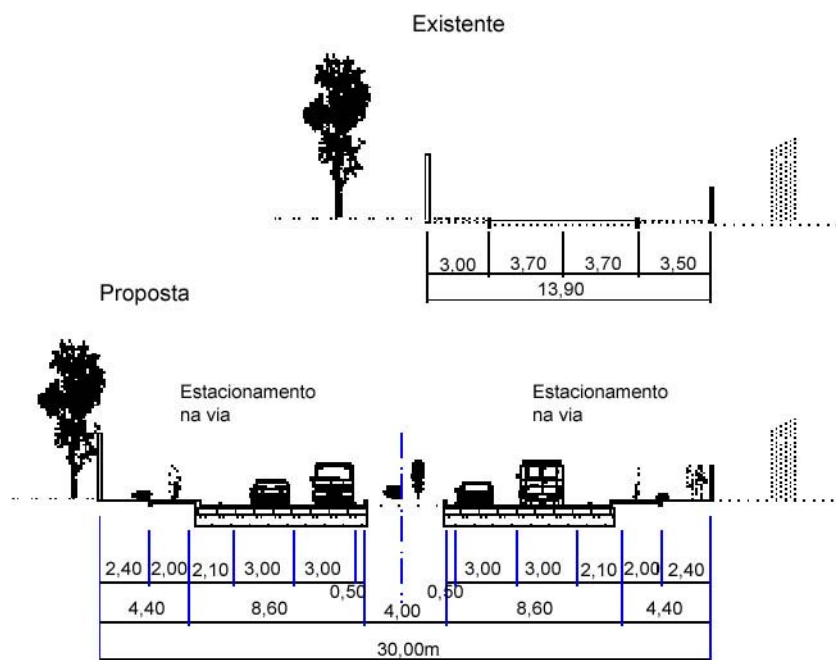 Existente
3,00 3,70 3,70 3,50
13,90
Proposta
Estacionamento
na via
Estacionamento
na via
2,40 2,00 2,10 3,00 3,00 0,50 0,50 3,00 3,00 2,10 2,00 2,40
4,40 8,60 4,00 8,60 4,40
30,00m